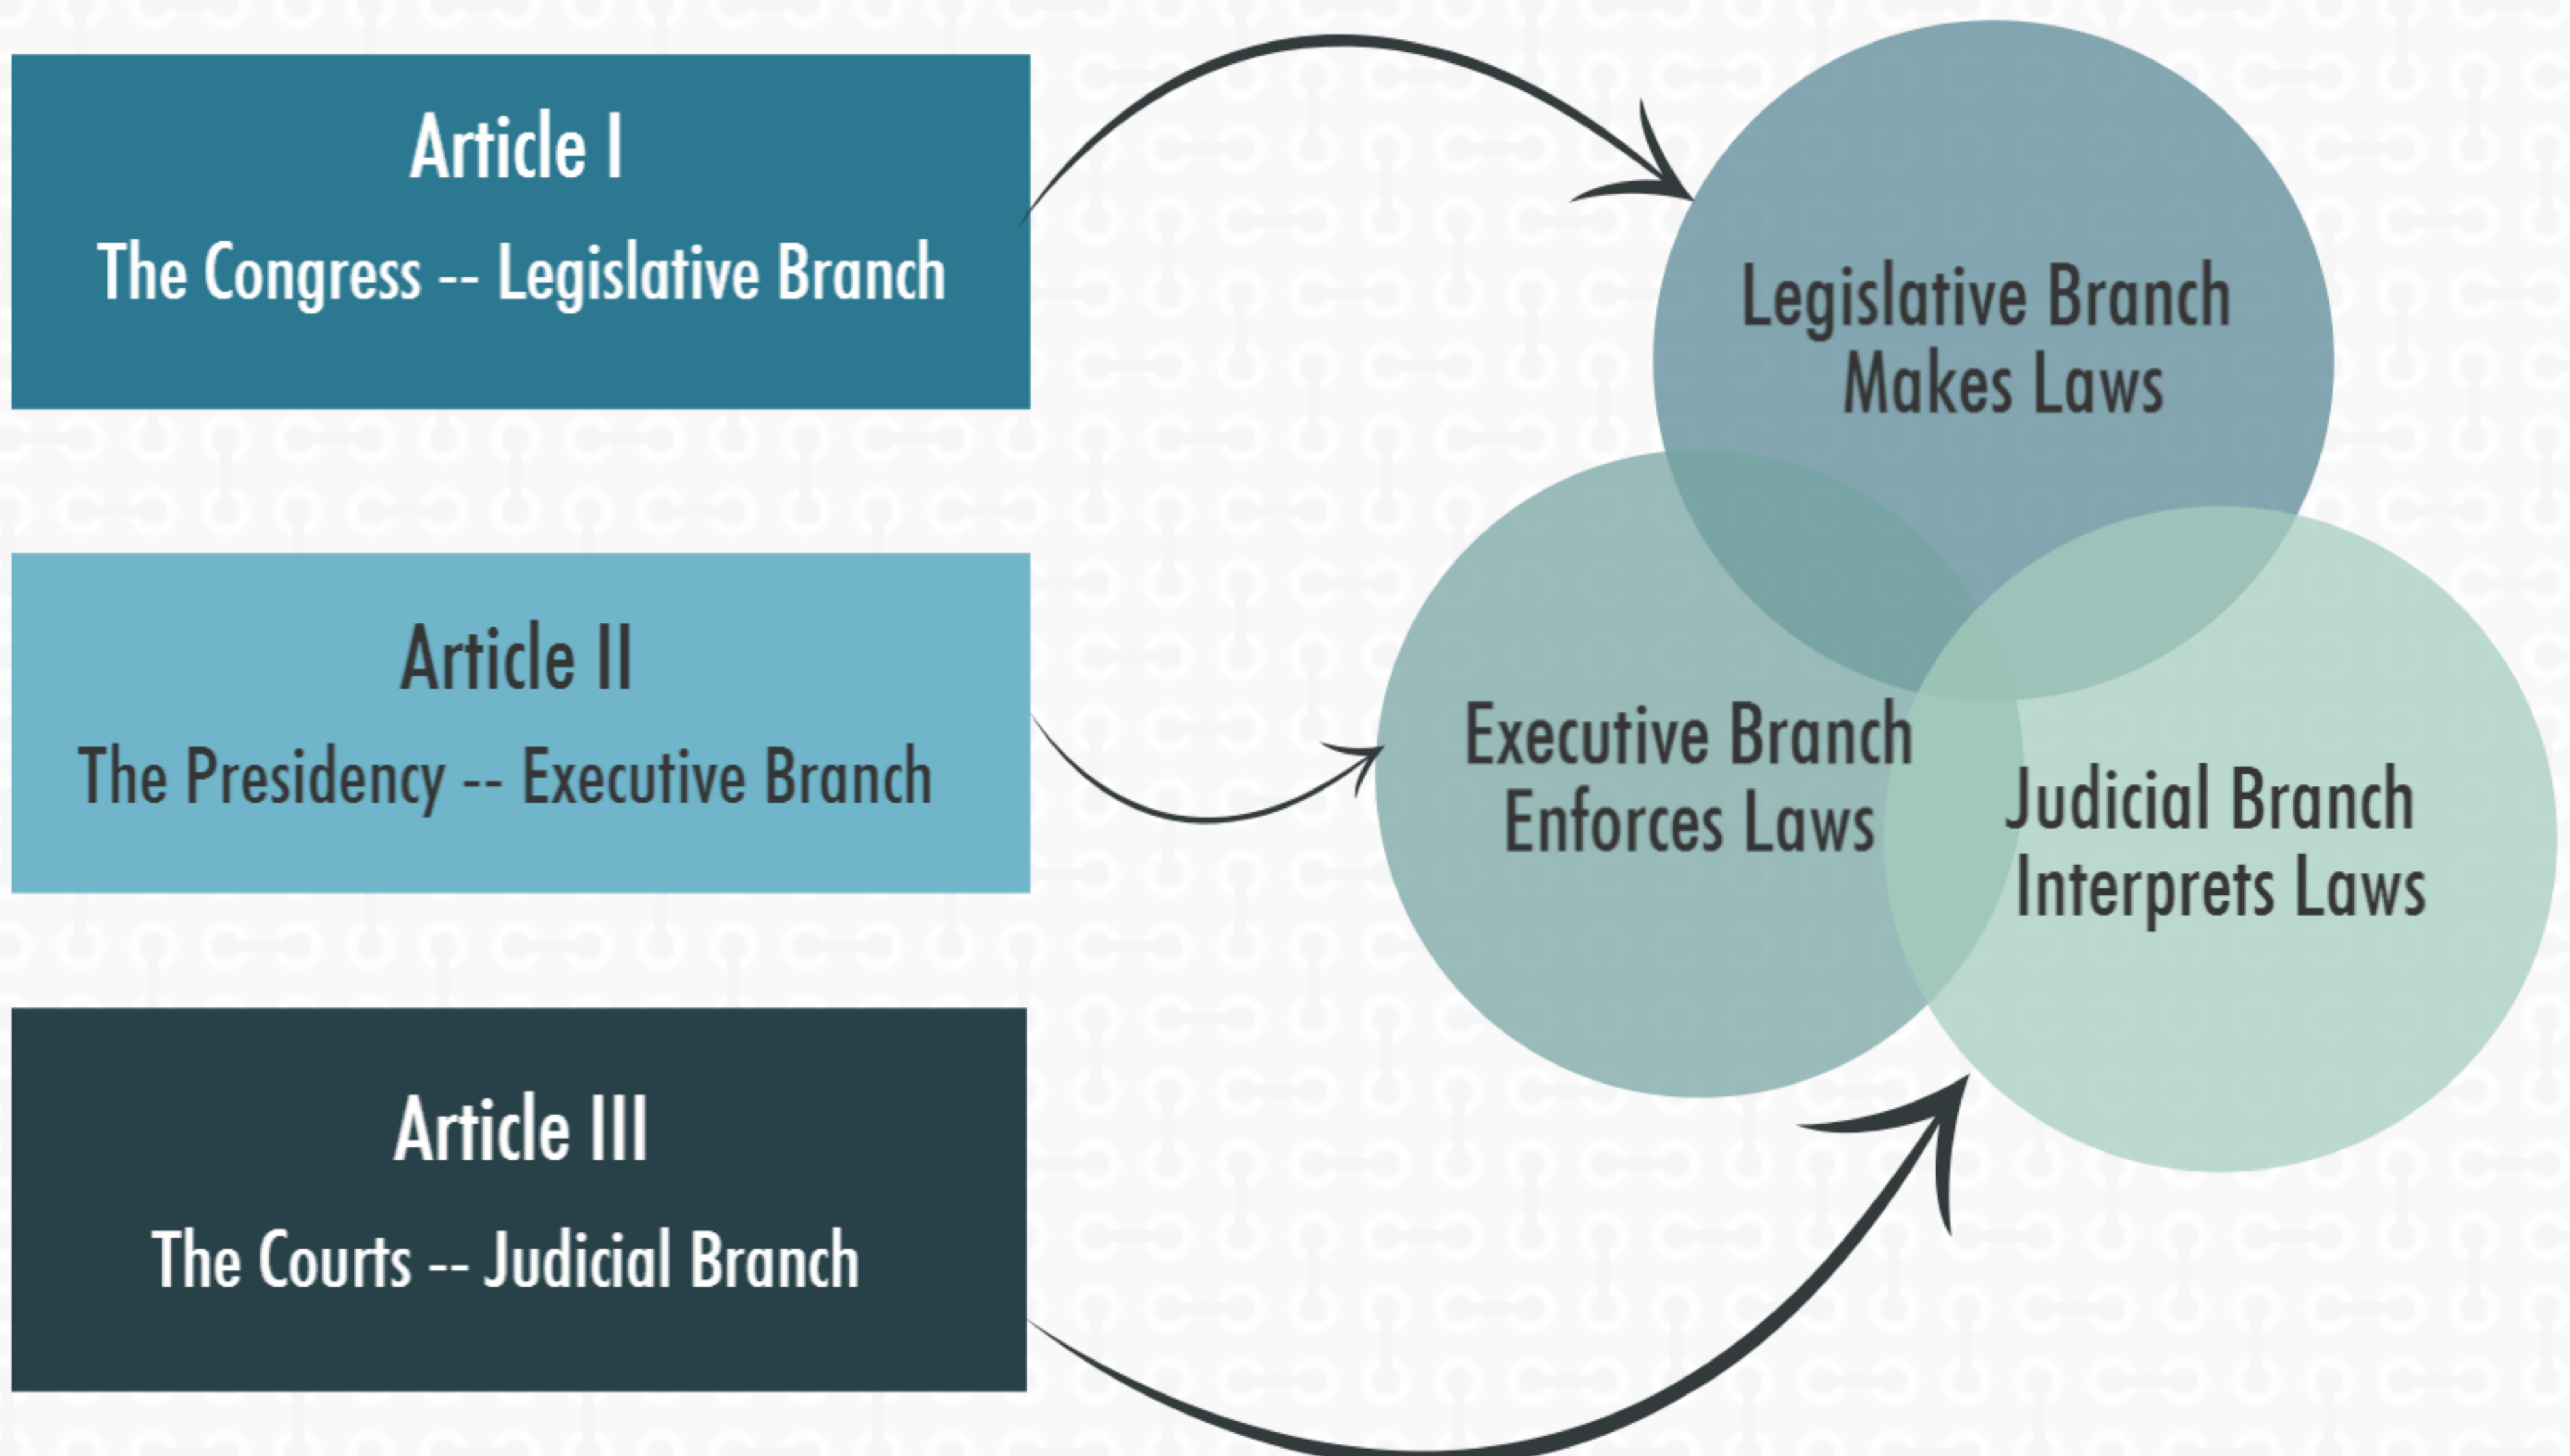 Article I
The Congress -- Legislative Branch
Article II
The Presidency -- Executive Branch
Article III
The Courts -- Judicial Branch
Legislative Branch
Makes Laws
Executive Branch
Enforces Laws
Judicial Branch
Interprets Laws